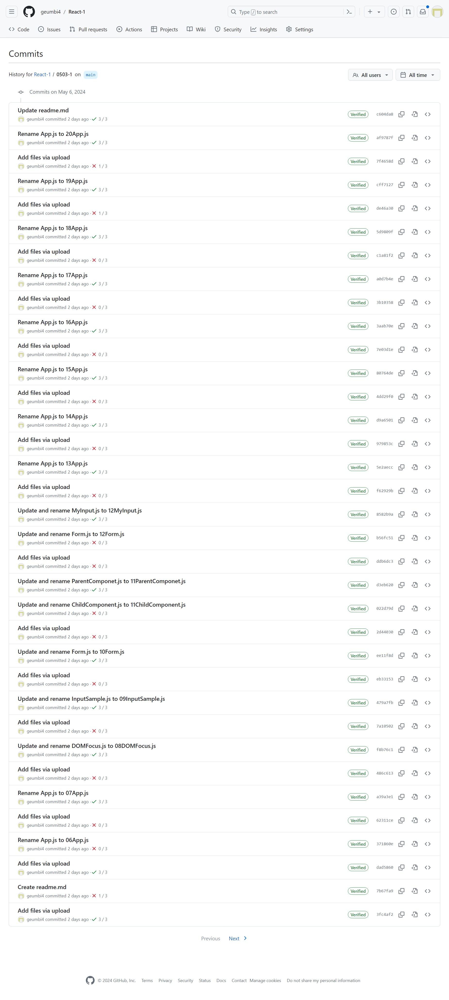 geumbi4 / React-1
Type / to search
Code Issues Pull requests Actions Projects Wiki Security Insights Settings
Commits
History for React-1 / 0503-1 on main
All users All time
Commits on May 6, 2024
Update readme.md
geumbi4 committed 2 days ago · 3 / 3
Verified c604da8
Rename App.js to 20App.js
geumbi4 committed 2 days ago · 3 / 3
Verified af9787f
Add files via upload
geumbi4 committed 2 days ago · 1 / 3
Verified 7f4658d
Rename App.js to 19App.js
geumbi4 committed 2 days ago · 3 / 3
Verified cff7127
Add files via upload
geumbi4 committed 2 days ago · 1 / 3
Verified de46a30
Rename App.js to 18App.js
geumbi4 committed 2 days ago · 3 / 3
Verified 5d9809f
Add files via upload
geumbi4 committed 2 days ago · 0 / 3
Verified c1a81f2
Rename App.js to 17App.js
geumbi4 committed 2 days ago · 3 / 3
Verified a0d7b4e
Add files via upload
geumbi4 committed 2 days ago · 0 / 3
Verified 3b10358
Rename App.js to 16App.js
geumbi4 committed 2 days ago · 3 / 3
Verified 3aab70e
Add files via upload
geumbi4 committed 2 days ago · 0 / 3
Verified 7e03d1e
Rename App.js to 15App.js
geumbi4 committed 2 days ago · 3 / 3
Verified 80764de
Add files via upload
geumbi4 committed 2 days ago · 0 / 3
Verified 4dd29f0
Rename App.js to 14App.js
geumbi4 committed 2 days ago · 3 / 3
Verified d9a6501
Add files via upload
geumbi4 committed 2 days ago · 0 / 3
Verified 979853c
Rename App.js to 13App.js
geumbi4 committed 2 days ago · 3 / 3
Verified 5e2aecc
Add files via upload
geumbi4 committed 2 days ago · 0 / 3
Verified f62929b
Update and rename MyInput.js to 12MyInput.js
geumbi4 committed 2 days ago · 3 / 3
Verified 8582b9a
Update and rename Form.js to 12Form.js
geumbi4 committed 2 days ago · 0 / 3
Verified b56fc51
Add files via upload
geumbi4 committed 2 days ago · 0 / 3
Verified ddb6dc3
Update and rename ParentComponet.js to 11ParentComponet.js
geumbi4 committed 2 days ago · 3 / 3
Verified d3eb620
Update and rename ChildComponent.js to 11ChildComponent.js
geumbi4 committed 2 days ago · 0 / 3
Verified 022d79d
Add files via upload
geumbi4 committed 2 days ago · 0 / 3
Verified 2d44030
Update and rename Form.js to 10Form.js
geumbi4 committed 2 days ago · 3 / 3
Verified ee11f8d
Add files via upload
geumbi4 committed 2 days ago · 0 / 3
Verified eb33153
Update and rename InputSample.js to 09InputSample.js
geumbi4 committed 2 days ago · 3 / 3
Verified 479a7fb
Add files via upload
geumbi4 committed 2 days ago · 0 / 3
Verified 7a10502
Update and rename DOMFocus.js to 08DOMFocus.js
geumbi4 committed 2 days ago · 3 / 3
Verified f8b76c1
Add files via upload
geumbi4 committed 2 days ago · 0 / 3
Verified 486c613
Rename App.js to 07App.js
geumbi4 committed 2 days ago · 3 / 3
Verified a39a3e1
Add files via upload
geumbi4 committed 2 days ago · 0 / 3
Verified 62311ce
Rename App.js to 06App.js
geumbi4 committed 2 days ago · 0 / 3
Verified 371860e
Add files via upload
geumbi4 committed 2 days ago · 3 / 3
Verified dad5860
Create readme.md
geumbi4 committed 2 days ago · 1 / 3
Verified 7b67fa9
Add files via upload
geumbi4 committed 2 days ago · 3 / 3
Verified 3fc4af2
Previous Next
© 2024 GitHub, Inc. Terms Privacy Security Status Docs Contact Manage cookies Do not share my personal information